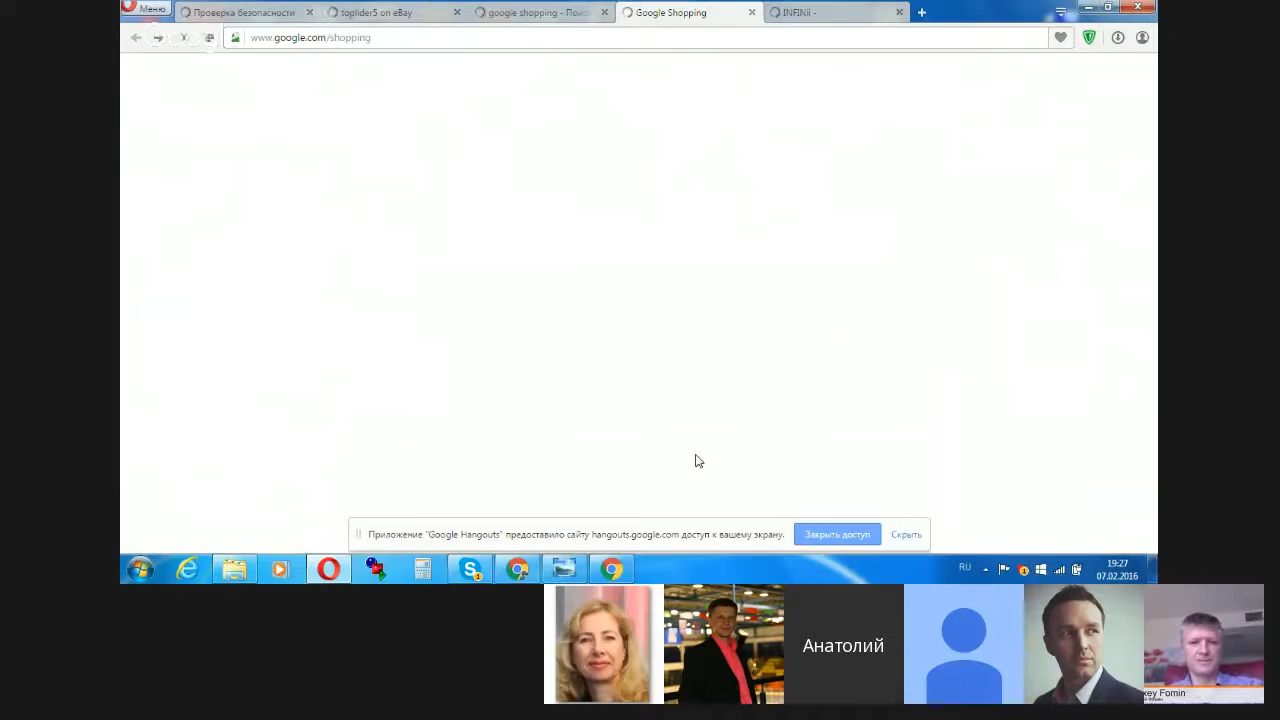 Меню
Проверка безопасности
toplider5 on eBay
google shopping - Поис
Google Shopping
INFINii -
www.google.com/shopping
Приложение "Google Hangouts" предоставило сайту hangouts.google.com доступ к вашему экрану.
Закрыть доступ
Скрыть
RU
19:27
07.02.2016
Анатолий
xey Fomin